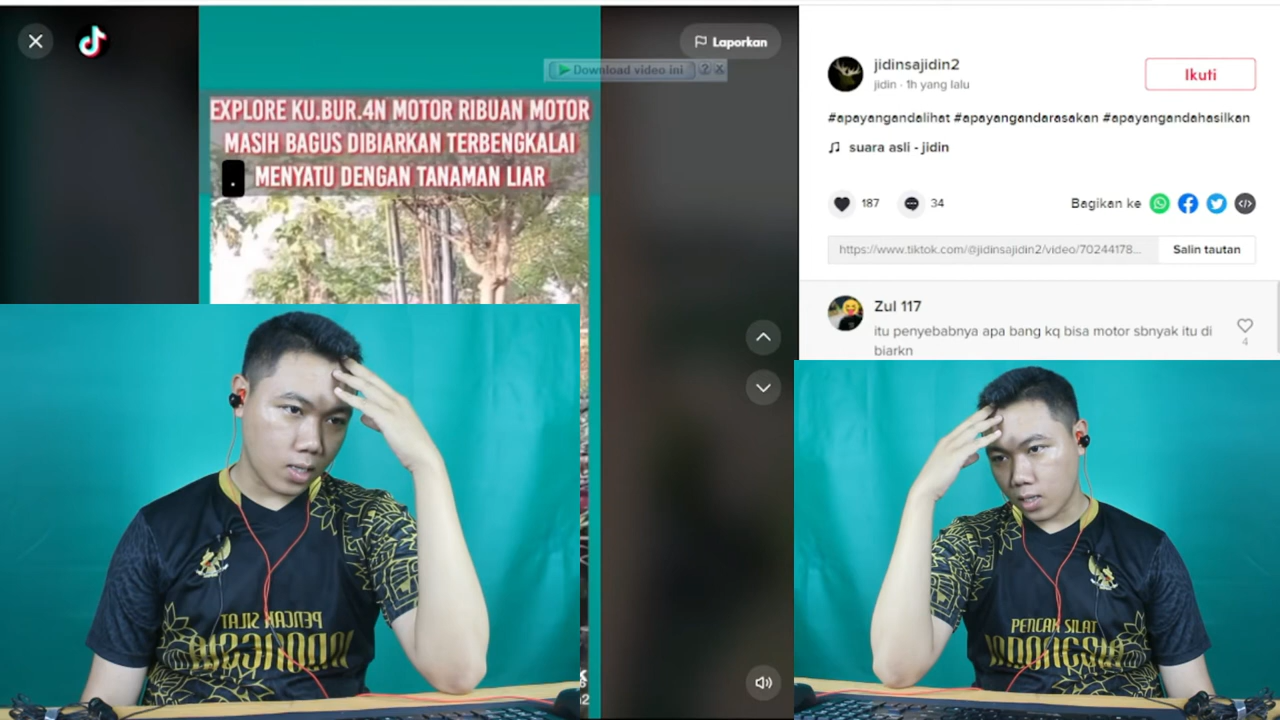 Laporkan
Download video ini ? X
EXPLORE KU.BUR.4N MOTOR RIBUAN MOTOR
MASIH BAGUS DIBIARKAN TERBENGKALAI
. MENYATU DENGAN TANAMAN LIAR
jidinsajidin2
jidin · 1h yang lalu
Ikuti
#apayangandalihat #apayangandarasakan #apayangandahasilkan
suara asli - jidin
187
34
Bagikan ke
https://www.tiktok.com/@jidinsajidin2/video/70244178...
Salin tautan
Zul 117
itu penyebabnya apa bang kq bisa motor sbnyak itu di
biarkn
4
PENCAK SILAT
INDONESIA
PENCAK SILAT
INDONESIA